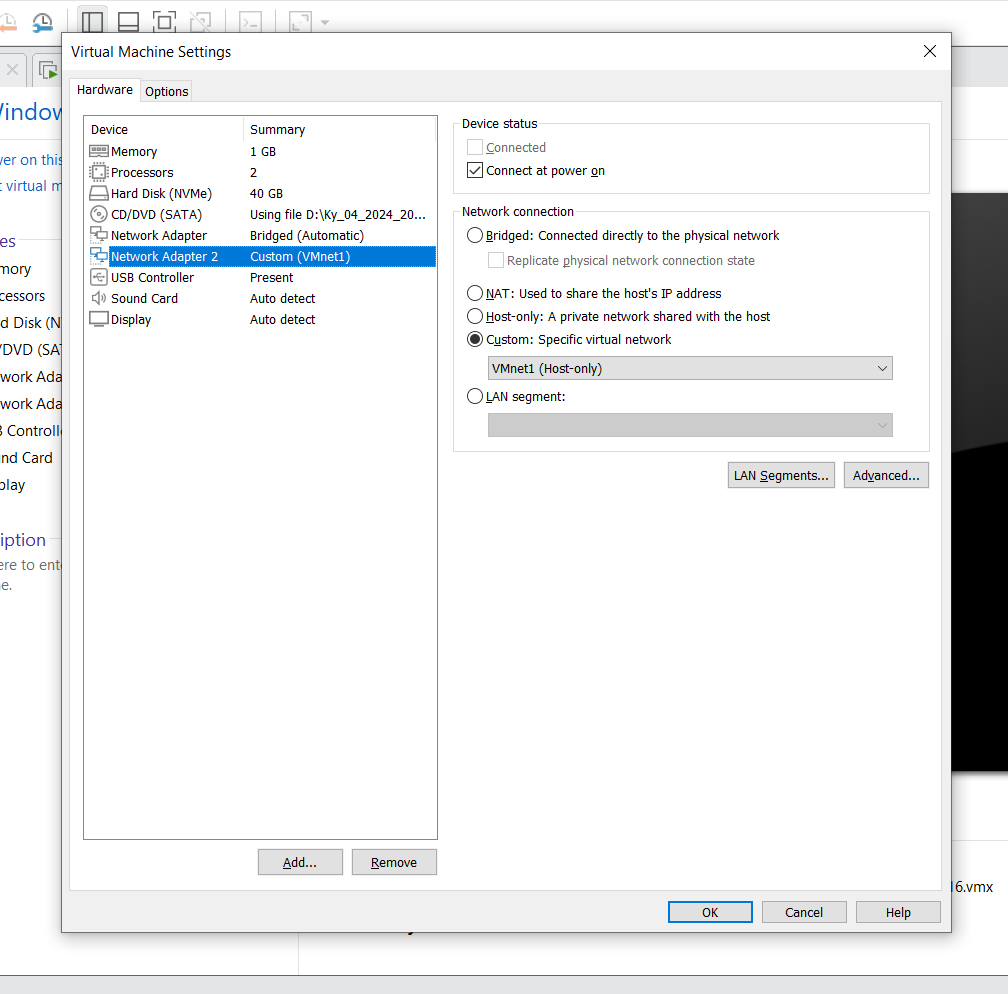 Virtual Machine Settings
Hardware
Options
Device Summary
Memory 1 GB
Processors 2
Hard Disk (NVMe) 40 GB
CD/DVD (SATA) Using file D:\Ky_04_2024_20...
Network Adapter Bridged (Automatic)
Network Adapter 2 Custom (VMnet1)
USB Controller Present
Sound Card Auto detect
Display Auto detect
Add...
Remove
Device status
Connected
Connect at power on
Network connection
Bridged: Connected directly to the physical network
Replicate physical network connection state
NAT: Used to share the host's IP address
Host-only: A private network shared with the host
Custom: Specific virtual network
VMnet1 (Host-only)
LAN segment:
LAN Segments...
Advanced...
OK
Cancel
Help
indow
er on this
virtual m
es
mory
cessors
d Disk (N
/DVD (SA
work Ada
work Ada
Controll
nd Card
play
iption
ere to ent
e.
16.vmx